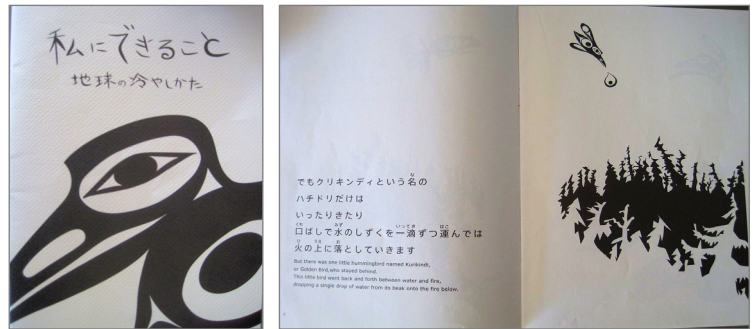 私にできること
地球の冷やしかた
でもクリキンディという名の
ハチドリだけは
いったりきたり
口ばしで水のしずくを一滴ずつ運んでは
火の上に落としていきます
But there was one little hummingbird named Kurikindi,
or Golden Bird,who stayed behind.
This little bird went back and forth between water and fire,
dropping a single drop of water from its beak onto the fire below.